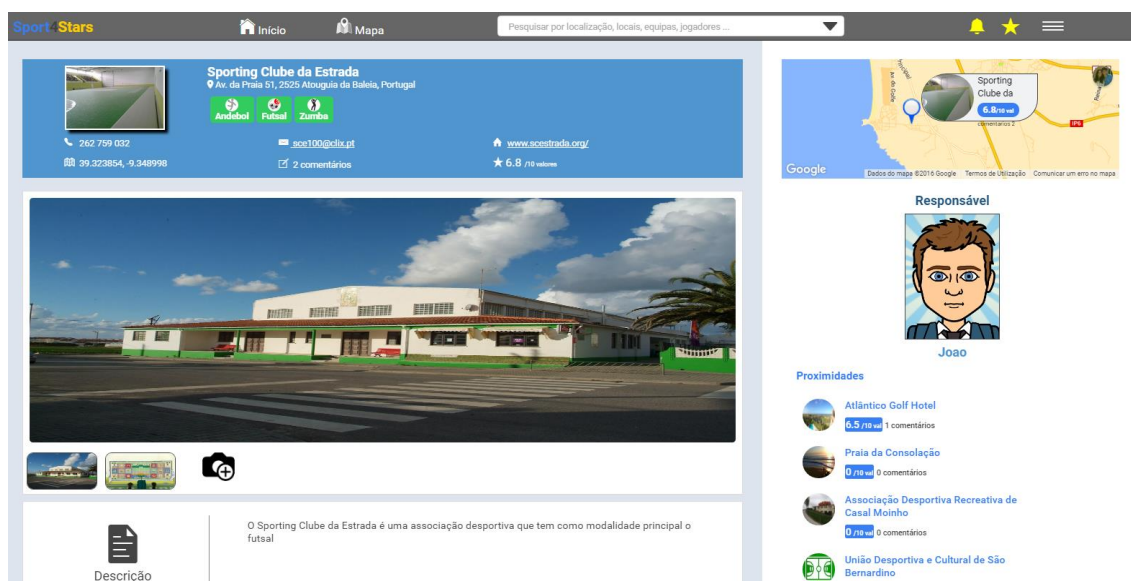 Sport4Stars
Início
Mapa
Pesquisar por localização, locais, equipas, jogadores ...
Sporting Clube da Estrada
Av. da Praia 51, 2525 Atouguia da Baleia, Portugal
Andebol Futsal Zumba
262 759 032
sce100@clix.pt
www.scestrada.org/
39.323854, -9.348998
2 comentários
6.8 /10 valores
O Sporting Clube da Estrada é uma associação desportiva que tem como modalidade principal o
futsal
Descrição
Av. do Golfe
Sporting
Clube da
6.8/10 val
comentarios 2
IP6
Google
Dados do mapa ©2016 Google Termos de Utilização Comunicar um erro no mapa
Responsável
Joao
Proximidades
Atlântico Golf Hotel
6.5 /10 val 1 comentários
Praia da Consolação
0 /10 val 0 comentários
Associação Desportiva Recreativa de
Casal Moinho
0 /10 val 0 comentários
União Desportiva e Cultural de São
Bernardino